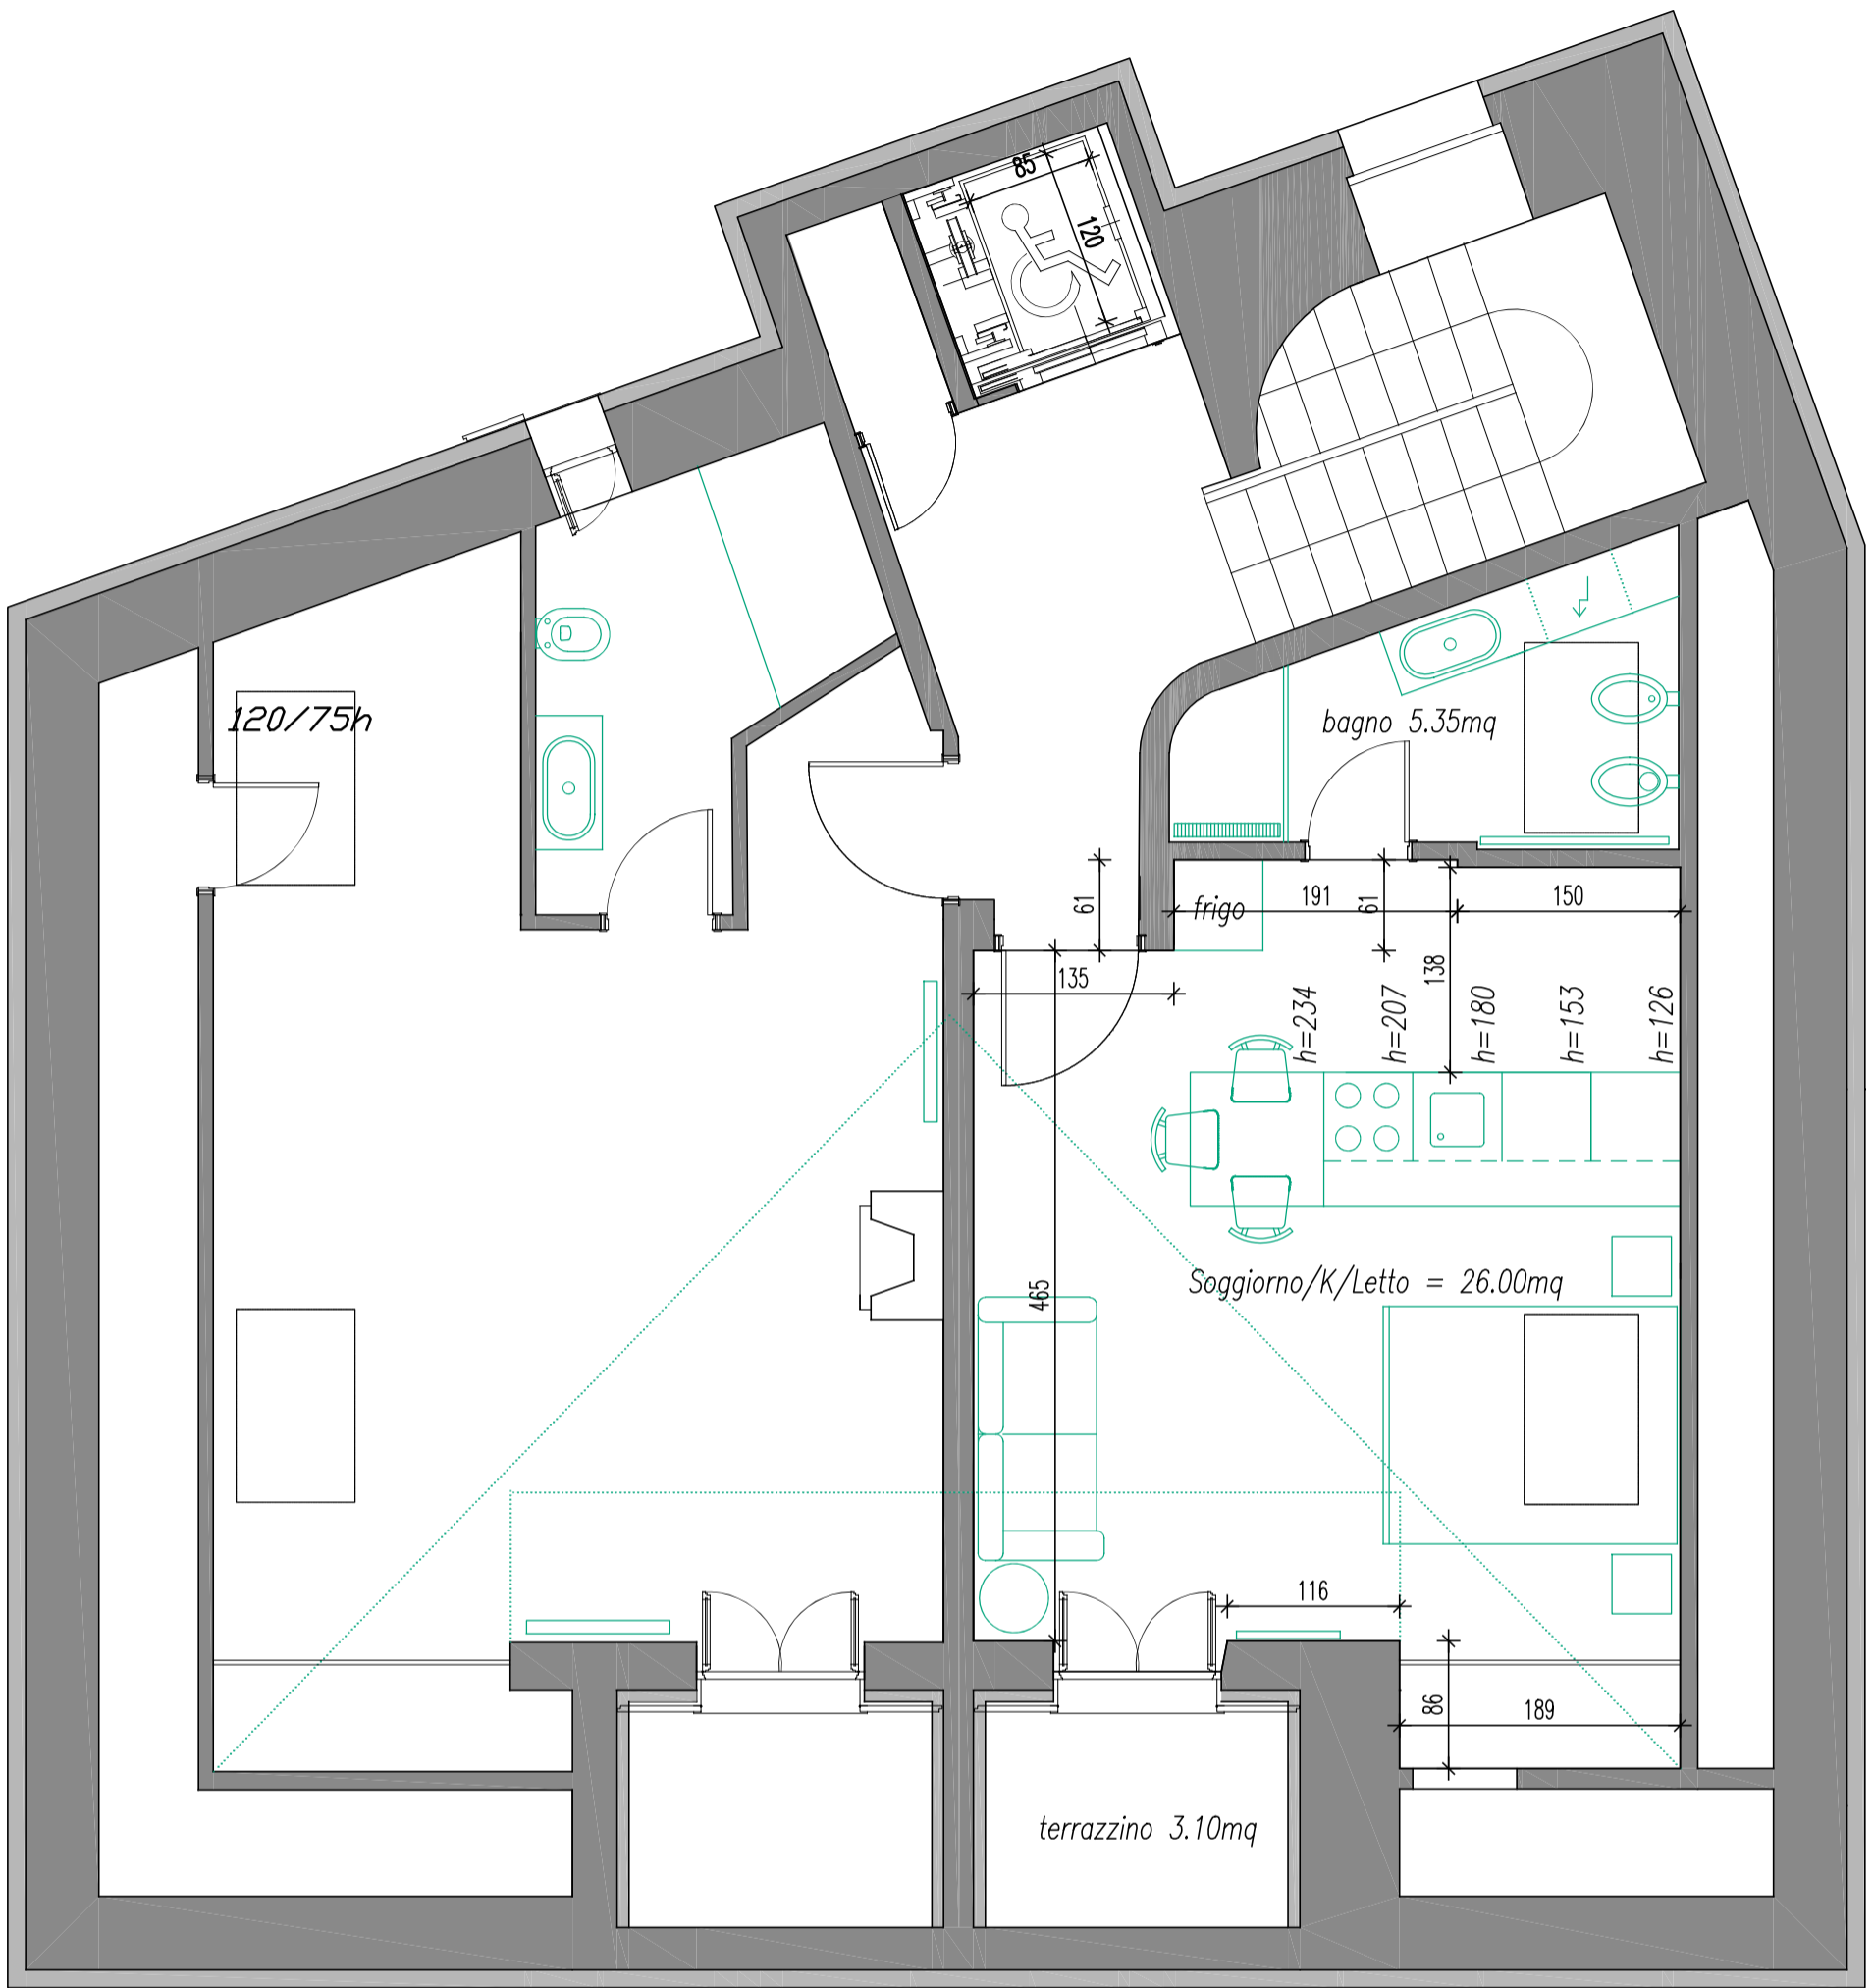 85
120
120/75h
bagno 5.35mq
61
frigo
191
61
150
135
138
h=234
h=207
h=180
h=153
h=126
465
Soggiorno/K/Letto = 26.00mq
116
86
189
terrazzino 3.10mq